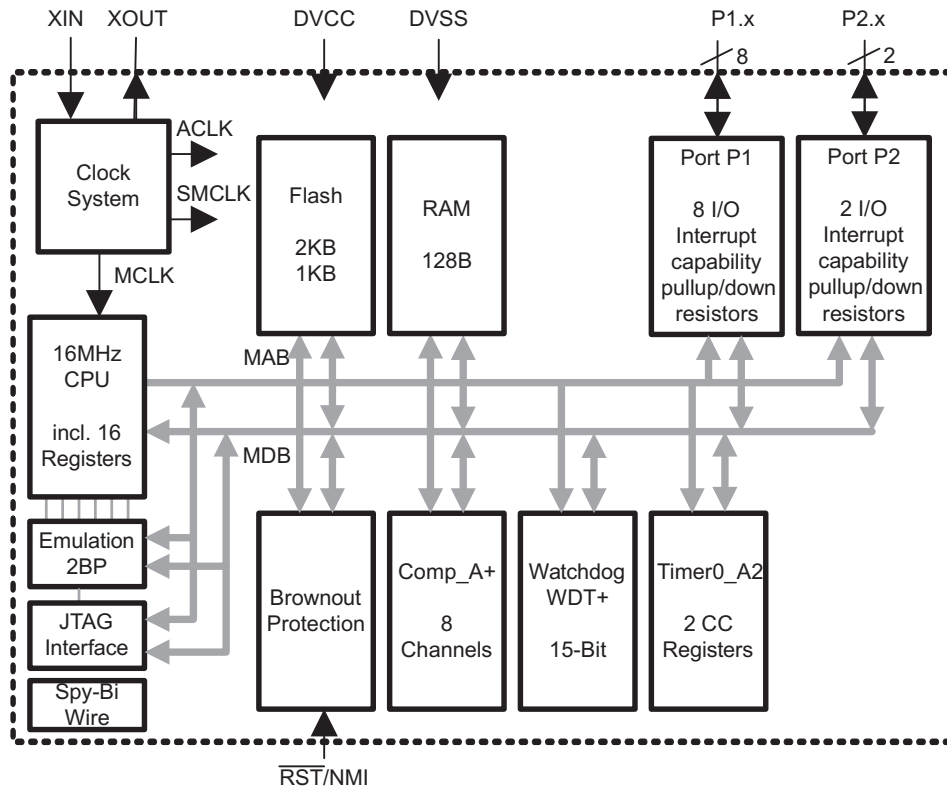 XIN XOUT DVCC DVSS P1.x P2.x
8 2
ACLK
SMCLK
MCLK
Clock
System
Flash
2KB
1KB
RAM
128B
Port P1
8 I/O
Interrupt
capability
pullup/down
resistors
Port P2
2 I/O
Interrupt
capability
pullup/down
resistors
16MHz
CPU
incl. 16
Registers
MAB
MDB
Emulation
2BP
JTAG
Interface
Spy-Bi
Wire
Brownout
Protection
Comp_A+
8
Channels
Watchdog
WDT+
15-Bit
Timer0_A2
2 CC
Registers
RST/NMI